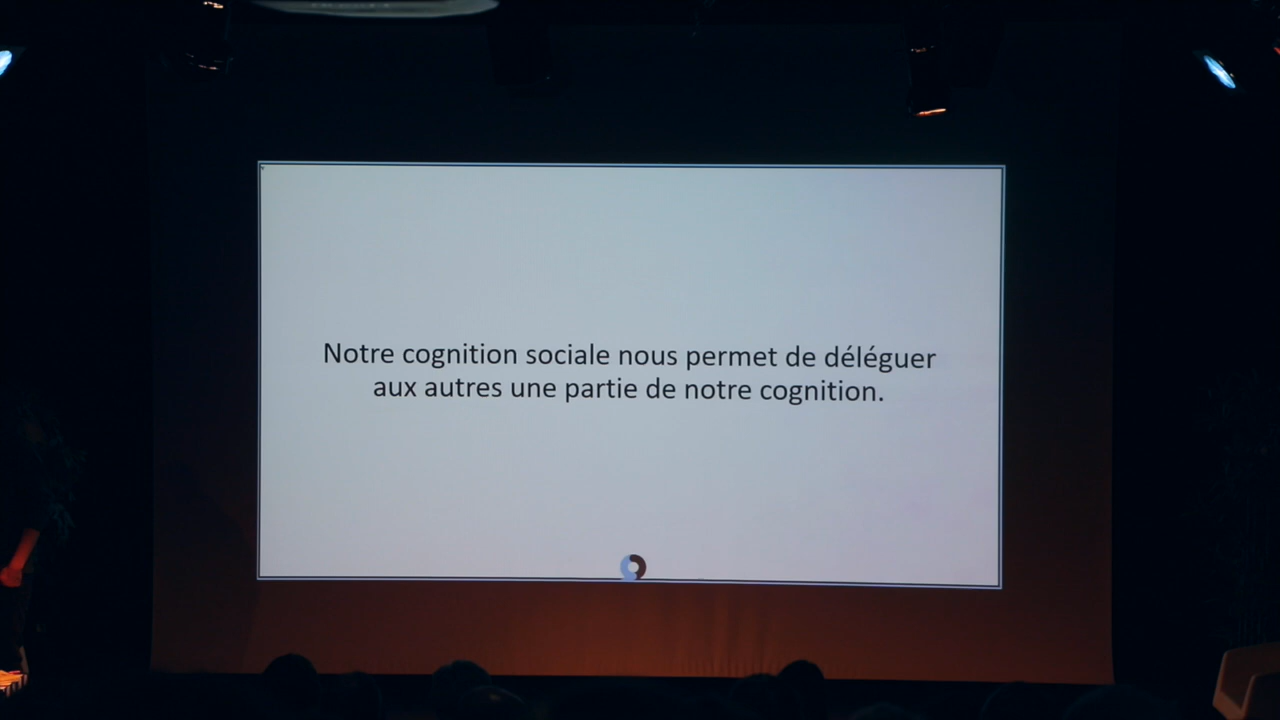 Notre cognition sociale nous permet de déléguer
aux autres une partie de notre cognition.